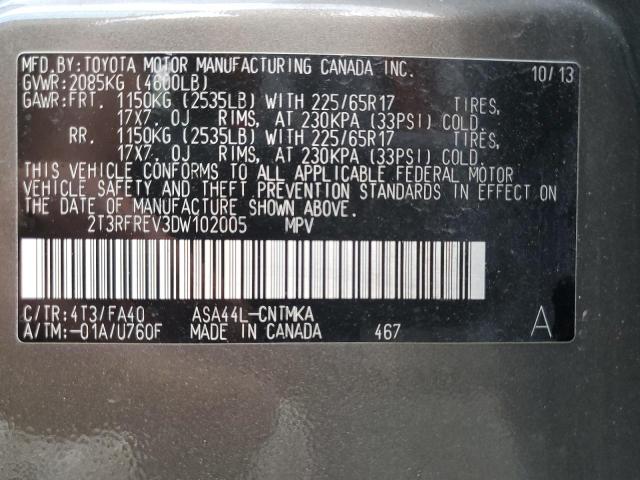 MFD.BY:TOYOTA MOTOR MANUFACTURING CANADA INC. 10/13
GVWR:2085KG (4600LB)
GAWR:FRT. 1150KG (2535LB) WITH 225/65R17 TIRES,
17X7.0J RIMS, AT 230KPA (33PSI) COLD.
RR. 1150KG (2535LB) WITH 225/65R17 TIRES,
17X7.0J RIMS, AT 230KPA (33PSI) COLD.
THIS VEHICLE CONFORMS TO ALL APPLICABLE FEDERAL MOTOR
VEHICLE SAFETY AND THEFT PREVENTION STANDARDS IN EFFECT ON
THE DATE OF MANUFACTURE SHOWN ABOVE.
2T3RFREV3DW102005 MPV
C/TR:4T3/FA40 ASA44L-CNTMKA
A/TM:-01A/U760F MADE IN CANADA 467 A